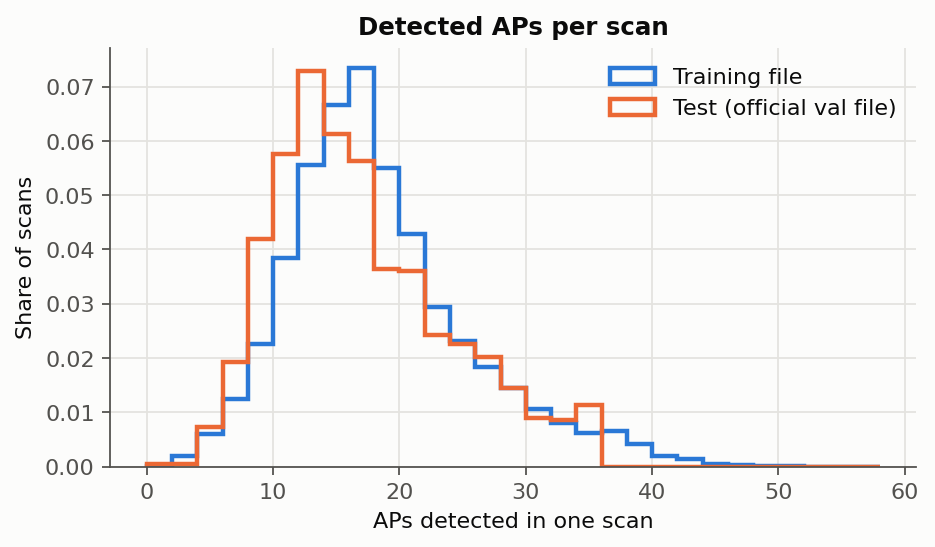 Detected APs per scan
Training file
Test (official val file)
Share of scans
0.07
0.06
0.05
0.04
0.03
0.02
0.01
0.00
0 10 20 30 40 50 60
APs detected in one scan